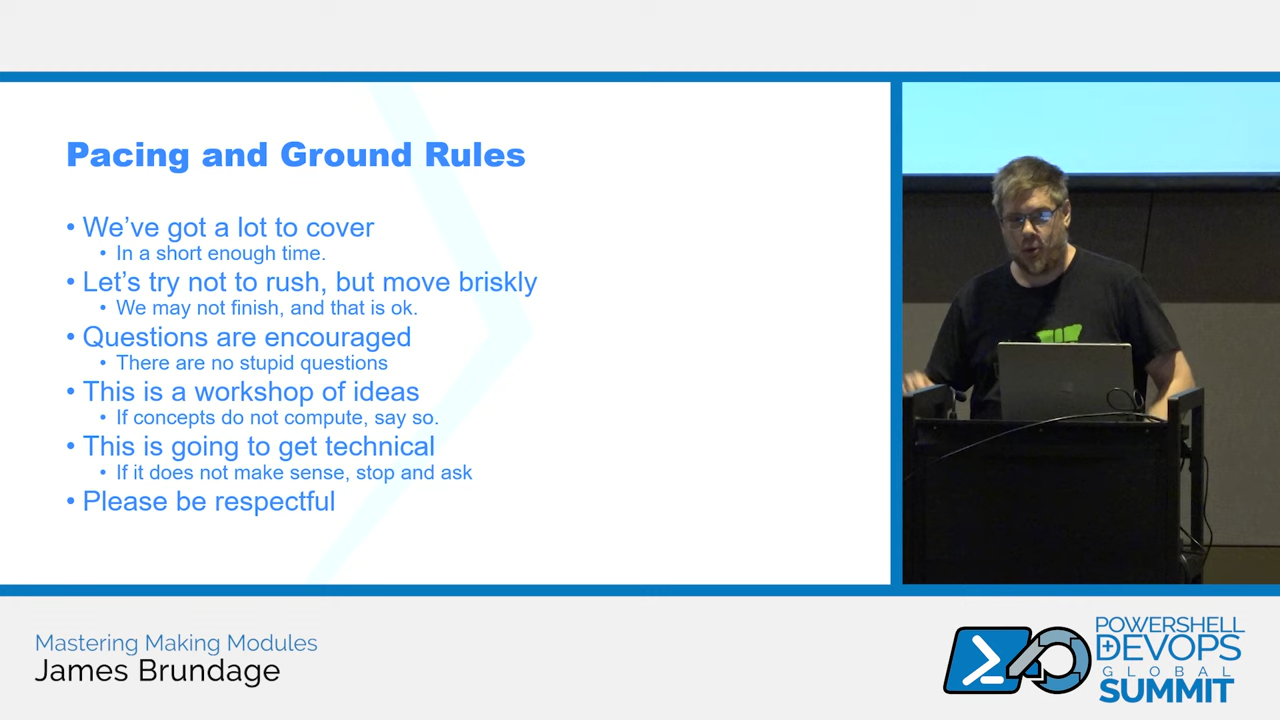 Pacing and Ground Rules
• We’ve got a lot to cover
• In a short enough time.
• Let’s try not to rush, but move briskly
• We may not finish, and that is ok.
• Questions are encouraged
• There are no stupid questions
• This is a workshop of ideas
• If concepts do not compute, say so.
• This is going to get technical
• If it does not make sense, stop and ask
• Please be respectful
Mastering Making Modules
James Brundage
POWERSHELL
DEVOPS
GLOBAL
SUMMIT